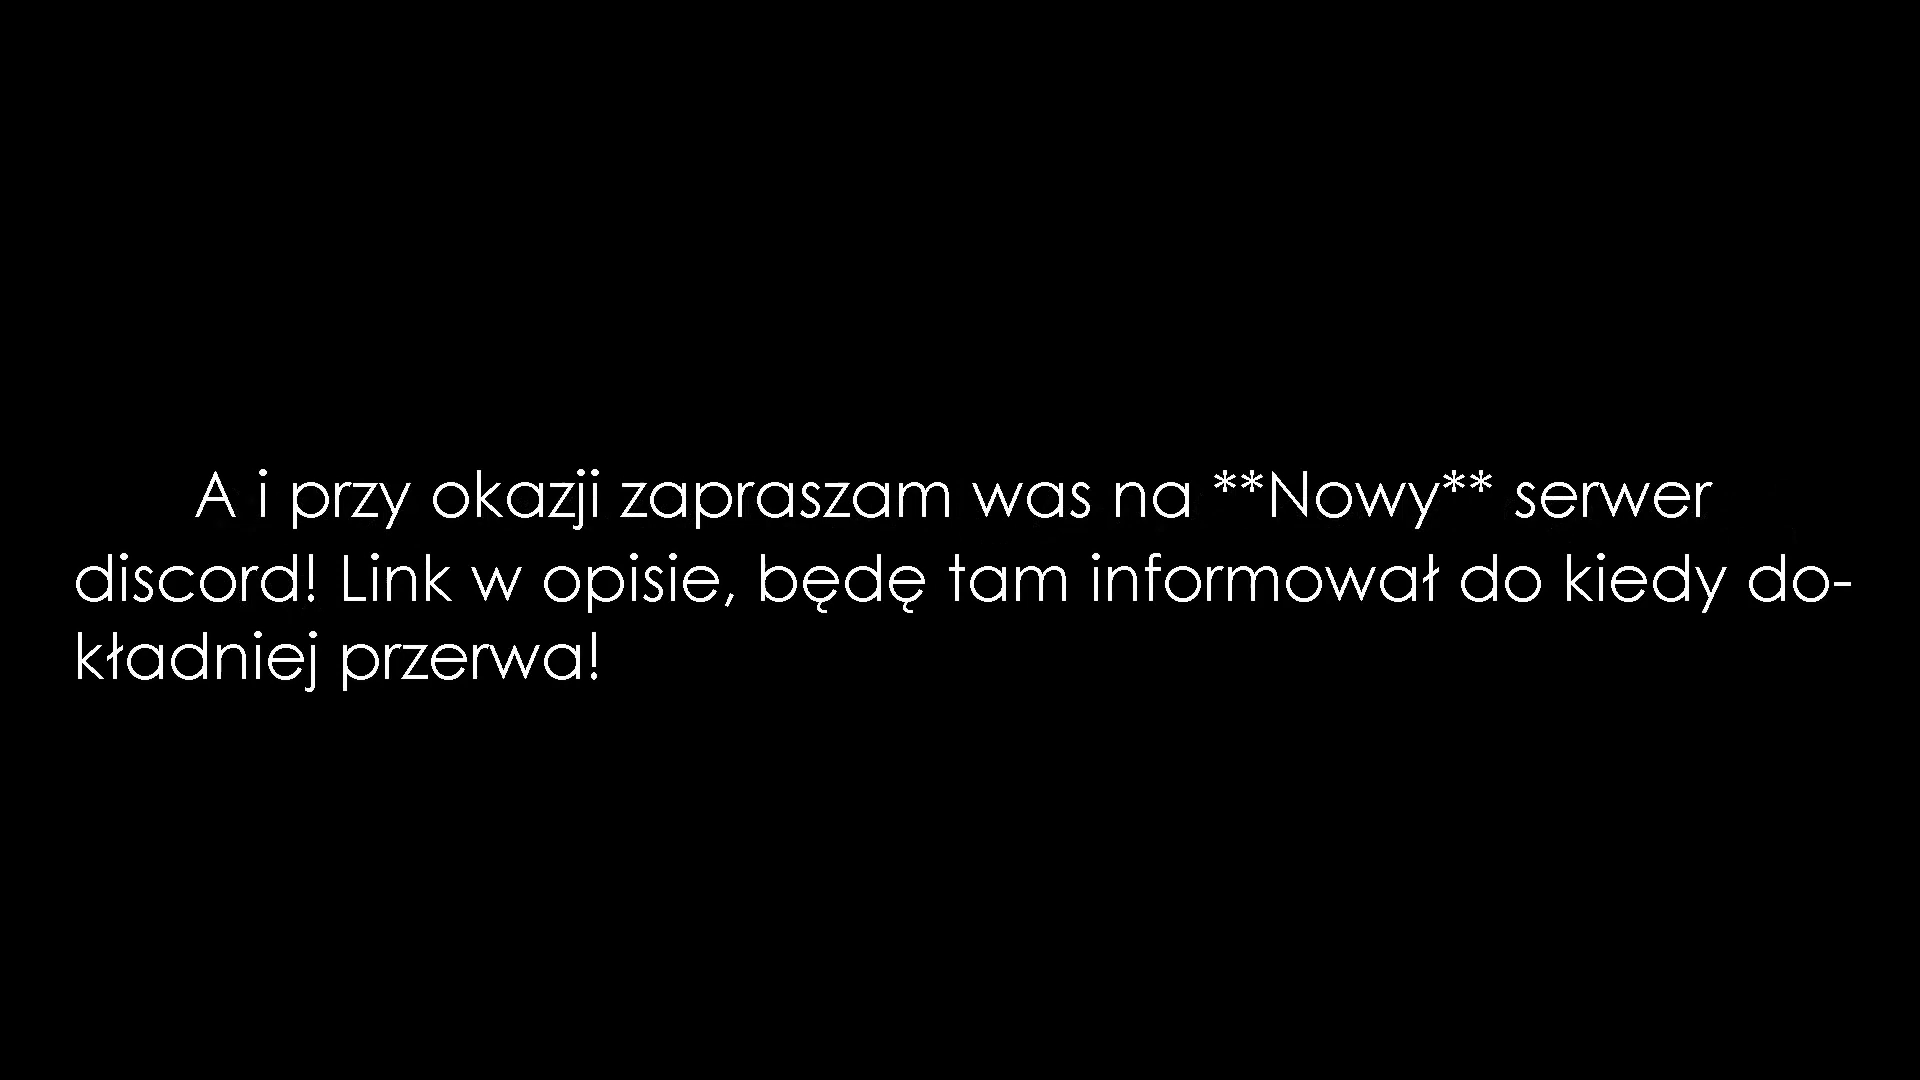 A i przy okazji zapraszam was na **Nowy** serwer
discord! Link w opisie, będę tam informował do kiedy do-
kładniej przerwa!